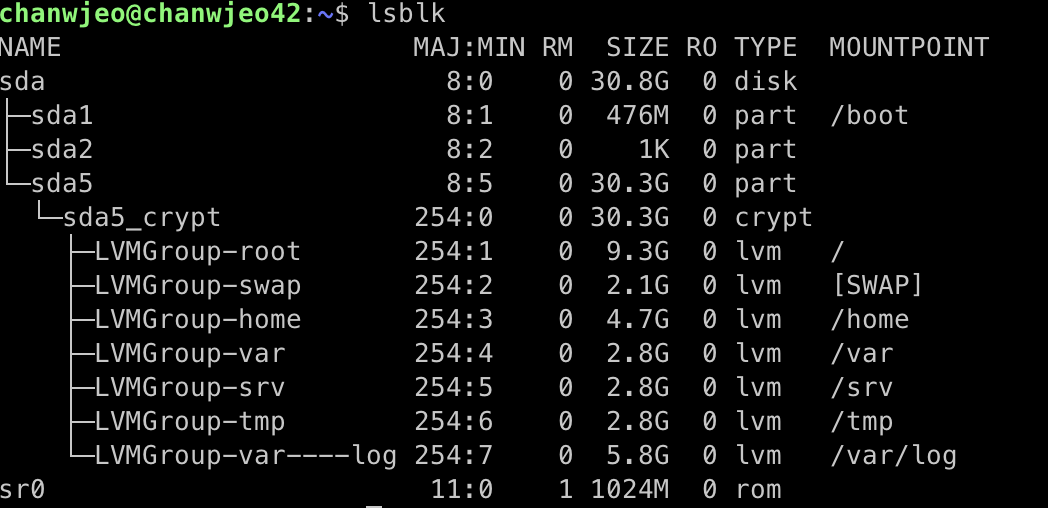 chanwjeo@chanwjeo42:~$ lsblk
NAME                      MAJ:MIN RM  SIZE RO TYPE  MOUNTPOINT
sda                         8:0    0 30.8G  0 disk
├─sda1                      8:1    0  476M  0 part  /boot
├─sda2                      8:2    0    1K  0 part
└─sda5                      8:5    0 30.3G  0 part
  └─sda5_crypt            254:0    0 30.3G  0 crypt
    ├─LVMGroup-root       254:1    0  9.3G  0 lvm   /
    ├─LVMGroup-swap       254:2    0  2.1G  0 lvm   [SWAP]
    ├─LVMGroup-home       254:3    0  4.7G  0 lvm   /home
    ├─LVMGroup-var        254:4    0  2.8G  0 lvm   /var
    ├─LVMGroup-srv        254:5    0  2.8G  0 lvm   /srv
    ├─LVMGroup-tmp        254:6    0  2.8G  0 lvm   /tmp
    └─LVMGroup-var----log 254:7    0  5.8G  0 lvm   /var/log
sr0                        11:0    1 1024M  0 rom